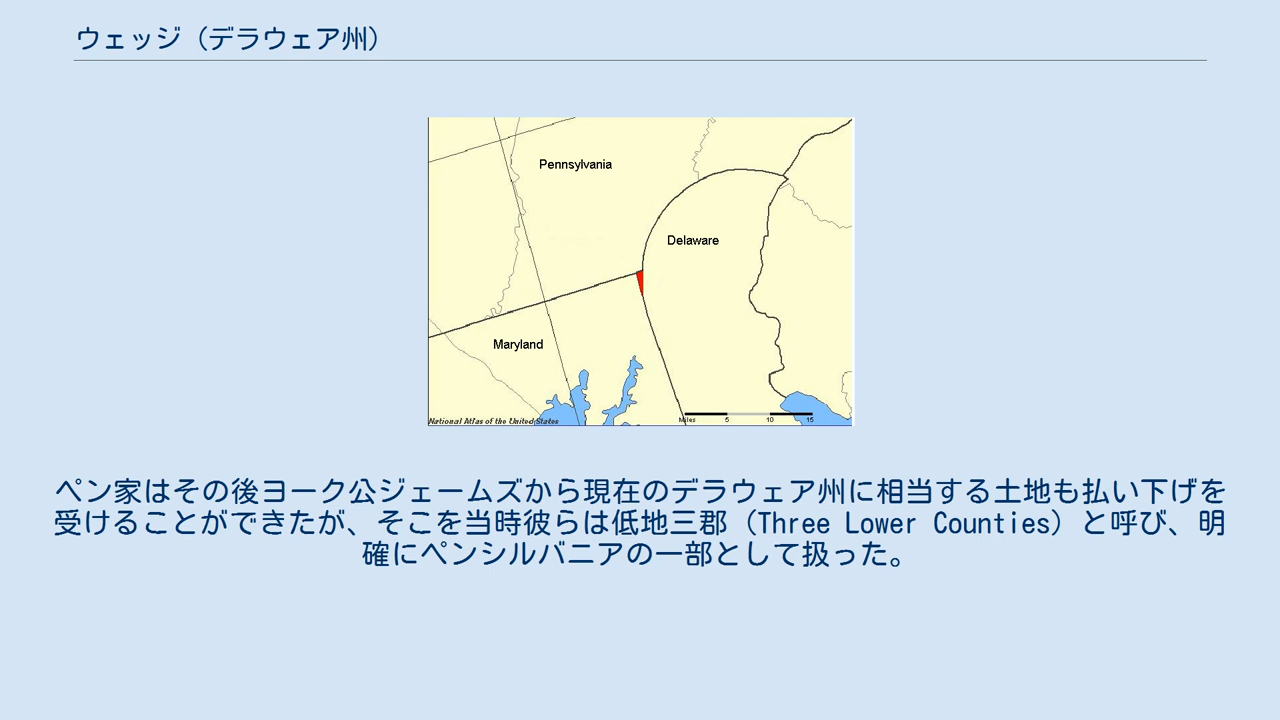 ウェッジ（デラウェア州）
Pennsylvania
Delaware
Maryland
National Atlas of the United States
Miles 5 10 15
ペン家はその後ヨーク公ジェームズから現在のデラウェア州に相当する土地も払い下げを
受けることができたが、そこを当時彼らは低地三郡（Three Lower Counties）と呼び、明
確にペンシルバニアの一部として扱った。